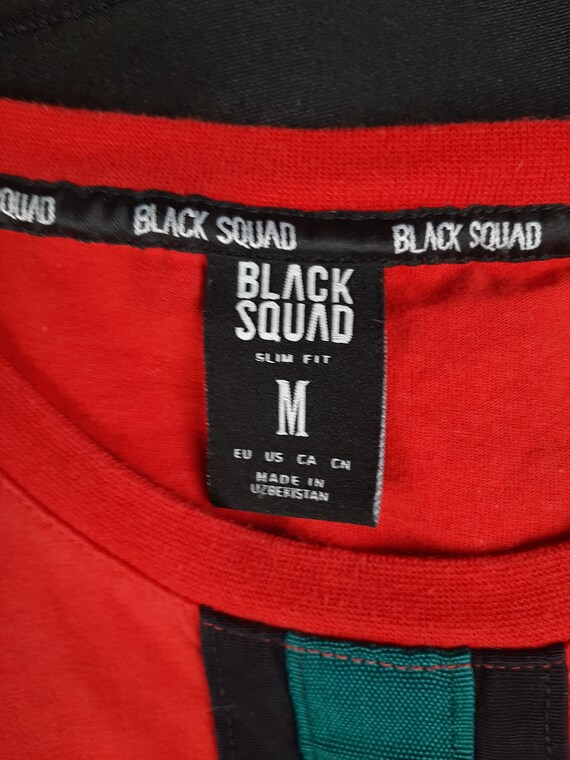 QUAD BLACK SQUAD BLACK SQUAD
BLACK
SQUAD
SLIM FIT
M
EU US CA CN
MADE IN
UZBEKISTAN